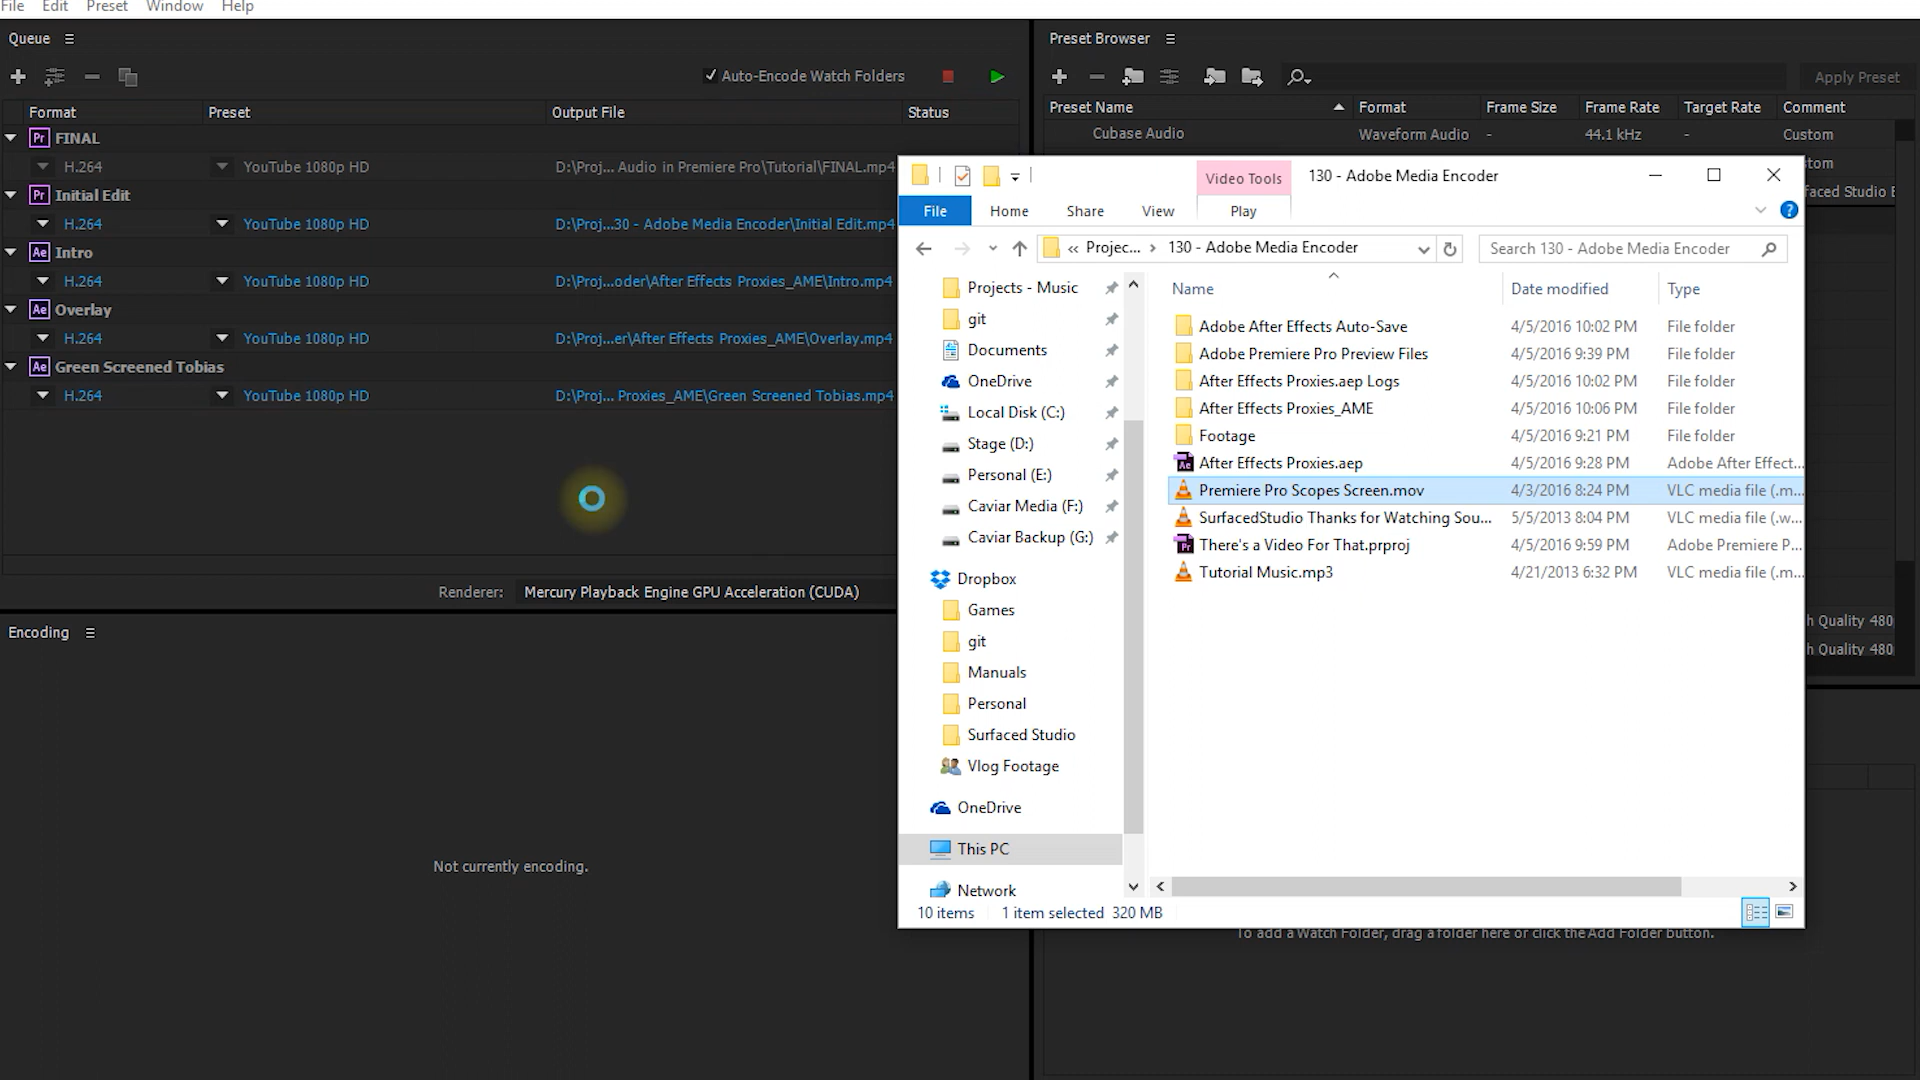 File Edit Preset Window Help
Queue
Auto-Encode Watch Folders
Format Preset Output File Status
Pr FINAL
H.264 YouTube 1080p HD D:\Proj... Audio in Premiere Pro\Tutorial\FINAL.mp4
Pr Initial Edit
H.264 YouTube 1080p HD D:\Proj...30 - Adobe Media Encoder\Initial Edit.mp4
Ae Intro
H.264 YouTube 1080p HD D:\Proj...oder\After Effects Proxies_AME\Intro.mp4
Ae Overlay
H.264 YouTube 1080p HD D:\Proj...er\After Effects Proxies_AME\Overlay.mp4
Ae Green Screened Tobias
H.264 YouTube 1080p HD D:\Proj... Proxies_AME\Green Screened Tobias.mp4
Renderer: Mercury Playback Engine GPU Acceleration (CUDA)
Encoding
Not currently encoding.
Preset Browser
Apply Preset
Preset Name Format Frame Size Frame Rate Target Rate Comment
Cubase Audio Waveform Audio - 44.1 kHz - Custom
tom
faced Studio E
h Quality 480
h Quality 480
To add a Watch Folder, drag a folder here or click the Add Folder button.
Video Tools 130 - Adobe Media Encoder
File Home Share View Play
« Projec... 130 - Adobe Media Encoder Search 130 - Adobe Media Encoder
Projects - Music
git
Documents
OneDrive
Local Disk (C:)
Stage (D:)
Personal (E:)
Caviar Media (F:)
Caviar Backup (G:)
Dropbox
Games
git
Manuals
Personal
Surfaced Studio
Vlog Footage
OneDrive
This PC
Network
Name Date modified Type
Adobe After Effects Auto-Save 4/5/2016 10:02 PM File folder
Adobe Premiere Pro Preview Files 4/5/2016 9:39 PM File folder
After Effects Proxies.aep Logs 4/5/2016 10:02 PM File folder
After Effects Proxies_AME 4/5/2016 10:06 PM File folder
Footage 4/5/2016 9:21 PM File folder
Ae After Effects Proxies.aep 4/5/2016 9:28 PM Adobe After Effect...
Premiere Pro Scopes Screen.mov 4/3/2016 8:24 PM VLC media file (.m...
SurfacedStudio Thanks for Watching Sou... 5/5/2013 8:04 PM VLC media file (.w...
Pr There's a Video For That.prproj 4/5/2016 9:59 PM Adobe Premiere P...
Tutorial Music.mp3 4/21/2013 6:32 PM VLC media file (.m...
10 items 1 item selected 320 MB